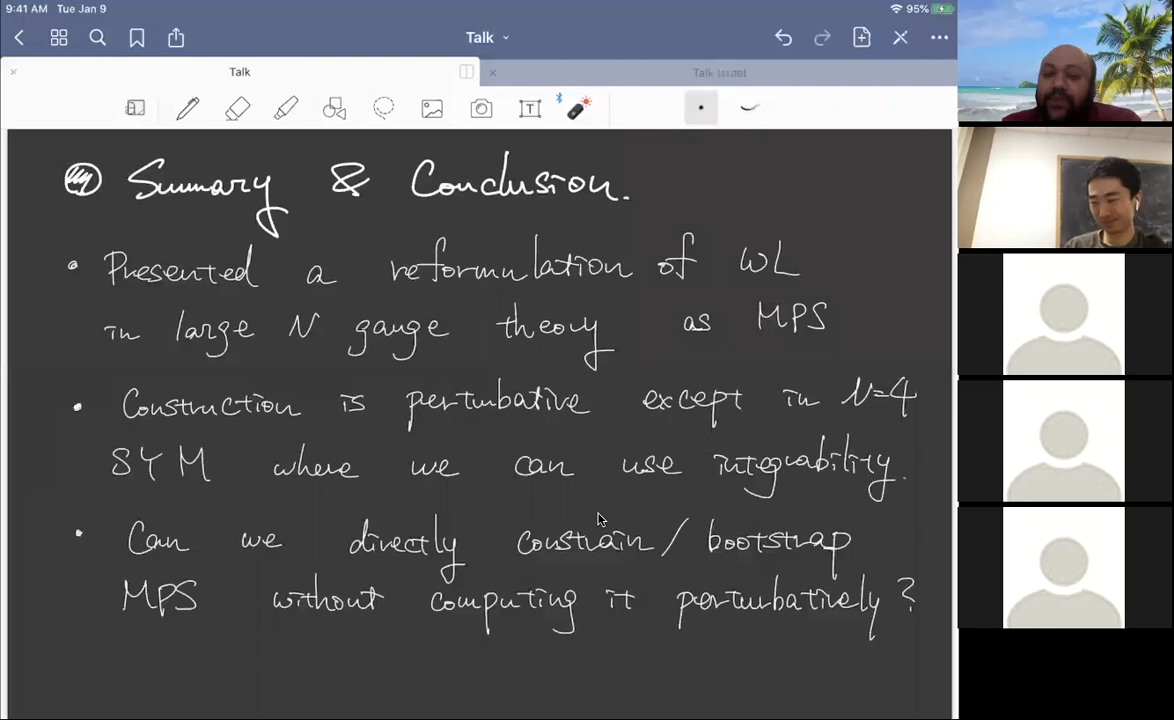 9:41 AM Tue Jan 9
95%
Talk
Talk
T
Summary & Conclusion.
• Presented a reformulation of WL
in large N gauge theory as MPS
• Construction is perturbative except in N=4
SYM where we can use integrability.
• Can we directly constrain / bootstrap
MPS without computing it perturbatively?